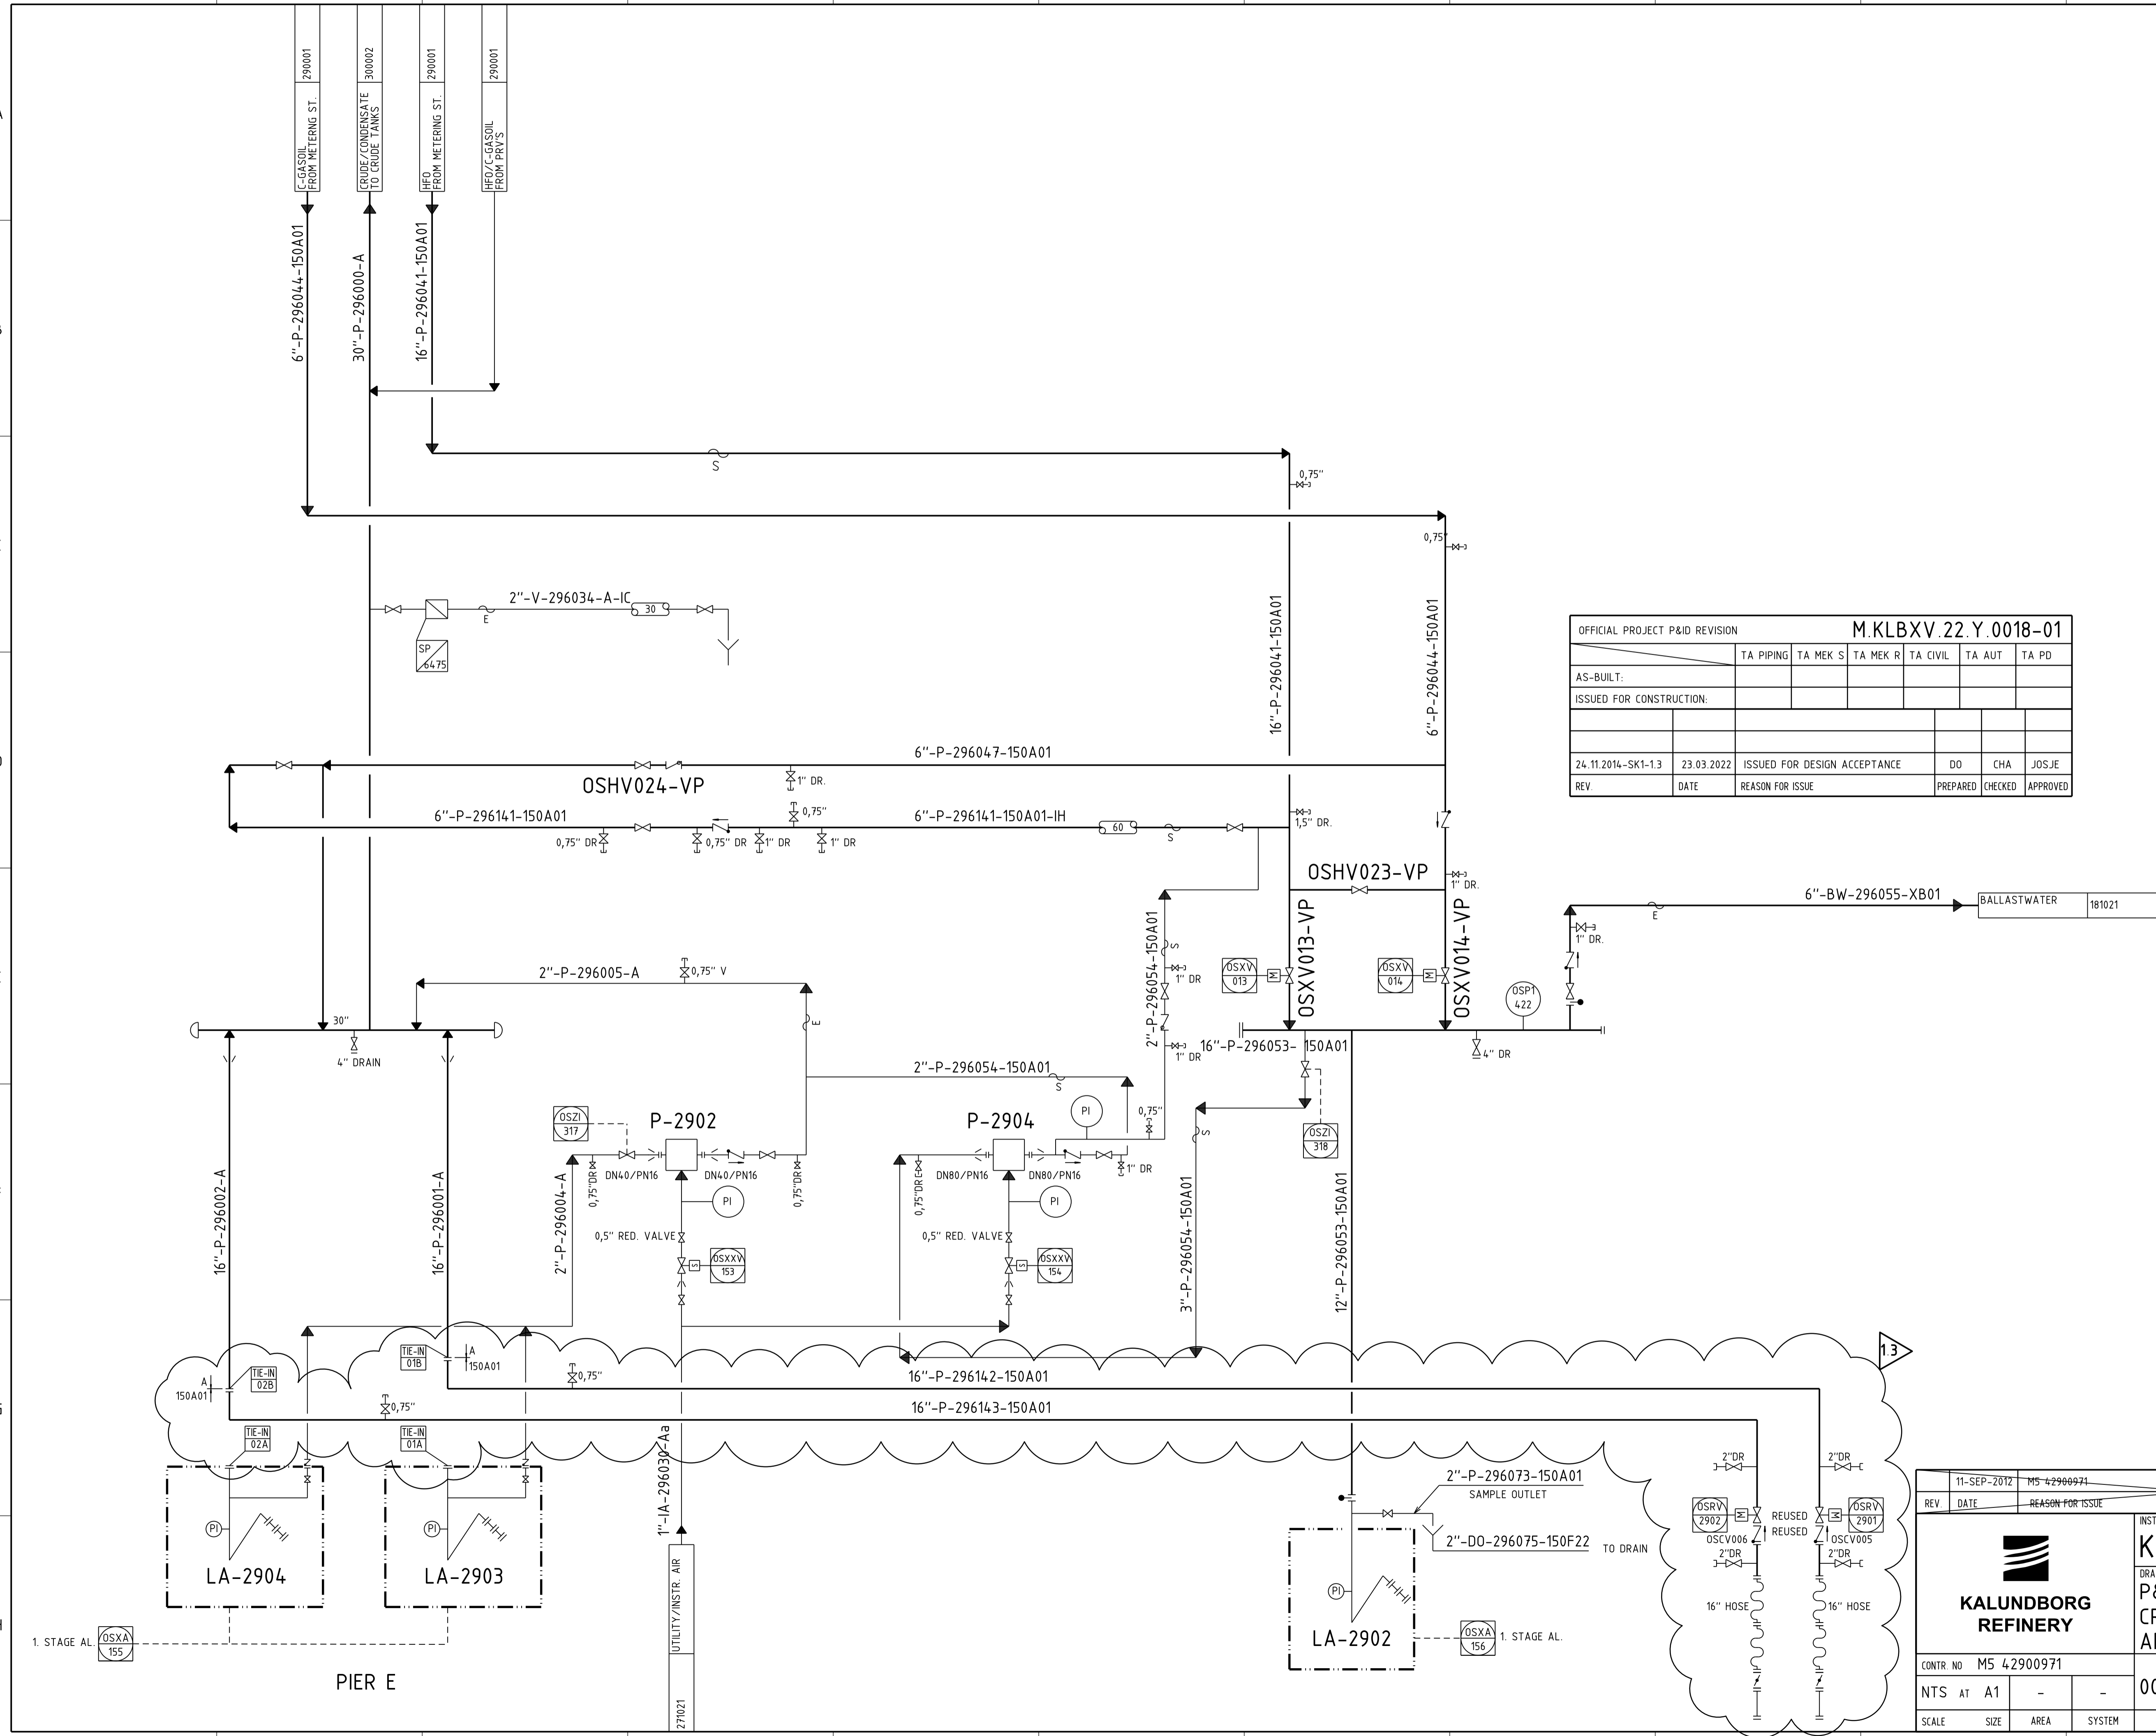 290001
C-GASOIL
FROM METERNG ST.
300002
CRUDE/CONDENSATE
TO CRUDE TANKS
290001
HFO
FROM METERING ST.
290001
HFO/C-GASOIL
FROM PRV'S
6"-P-296044-150A01
30"-P-296000-A
16"-P-296041-150A01
S
0,75"
0,75"
2"-V-296034-A-IC
30
E
SP
6475
16"-P-296041-150A01
6"-P-296044-150A01
OFFICIAL PROJECT P&ID REVISION M.KLBXV.22.Y.0018-01
TA PIPING TA MEK S TA MEK R TA CIVIL TA AUT TA PD
AS-BUILT:
ISSUED FOR CONSTRUCTION:
24.11.2014-SK1-1.3 23.03.2022 ISSUED FOR DESIGN ACCEPTANCE DO CHA JOSJE
REV. DATE REASON FOR ISSUE PREPARED CHECKED APPROVED
6"-P-296047-150A01
OSHV024-VP
1" DR.
6"-P-296141-150A01
0,75"
6"-P-296141-150A01-IH
60
S
1,5" DR.
0,75" DR
0,75" DR
1" DR
1" DR
OSHV023-VP
1" DR.
6"-BW-296055-XB01
E
BALLASTWATER 181021
1" DR.
2"-P-296054-150A01
S
1" DR
1" DR
OSXV
013
M
OSXV013-VP
OSXV
014
M
OSXV014-VP
OSP1
422
2"-P-296005-A
0,75" V
E
30"
4" DRAIN
16"-P-296053- 150A01
4" DR
2"-P-296054-150A01
S
OSZI
317
P-2902
P-2904
PI
0,75"
S
OSZI
318
DN40/PN16
DN40/PN16
0,75"DR
0,75"DR
DN80/PN16
DN80/PN16
1" DR
0,75"DR
16"-P-296002-A
16"-P-296001-A
2"-P-296004-A
PI
PI
0,5" RED. VALVE
0,5" RED. VALVE
S
OSXXV
153
S
OSXXV
154
3"-P-296054-150A01
12"-P-296053-150A01
TIE-IN
01B
A
150A01
1.3
TIE-IN
02B
A
150A01
0,75"
16"-P-296142-150A01
0,75"
16"-P-296143-150A01
TIE-IN
02A
TIE-IN
01A
1"-IA-296030-Aa
2"-P-296073-150A01
SAMPLE OUTLET
2"-DO-296075-150F22 TO DRAIN
2"DR
2"DR
OSRV
2902
M
REUSED
REUSED
M
OSRV
2901
OSCV006
OSCV005
2"DR
2"DR
16" HOSE
16" HOSE
PI
LA-2904
PI
LA-2903
PI
LA-2902
1. STAGE AL.
OSXA
155
OSXA
156
1. STAGE AL.
PIER E
UTILITY/INSTR. AIR
271021
11-SEP-2012 M5 42900971
REV. DATE REASON FOR ISSUE
KALUNDBORG
REFINERY
CONTR. NO M5 42900971
NTS AT A1 - -
SCALE SIZE AREA SYSTEM